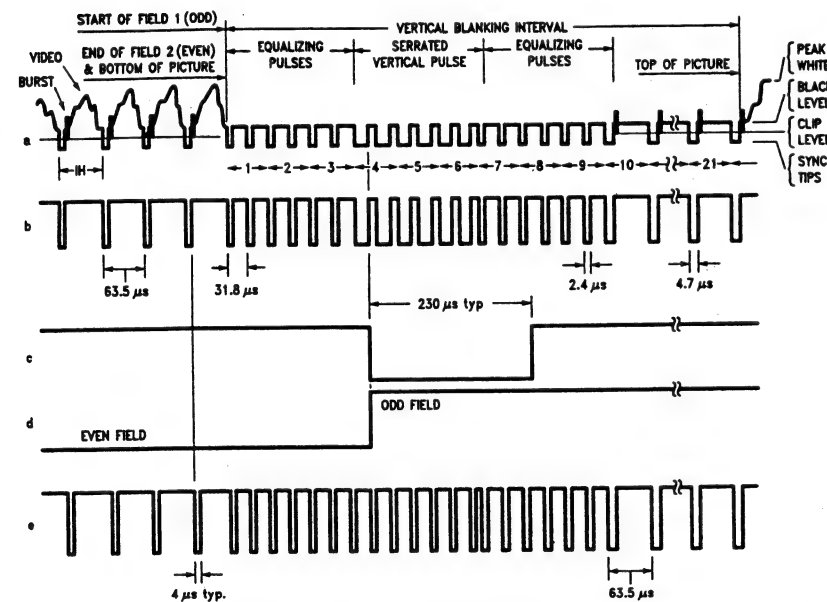 START OF FIELD 1 (ODD)
VERTICAL BLANKING INTERVAL
END OF FIELD 2 (EVEN)
& BOTTOM OF PICTURE
EQUALIZING
PULSES
SERRATED
VERTICAL PULSE
EQUALIZING
PULSES
TOP OF PICTURE
VIDEO
BURST
PEAK
WHITE
BLACK
LEVEL
CLIP
LEVEL
SYNC
TIPS
a
1H
1 2 3 4 5 6 7 8 9 10 21
b
63.5 μs
31.8 μs
2.4 μs
4.7 μs
230 μs typ
c
d
ODD FIELD
EVEN FIELD
e
4 μs typ.
63.5 μs